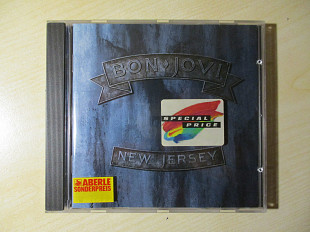 BON JOVI
SPECIAL
PRICE
NEW JERSEY
ABERLE
SONDERPREIS